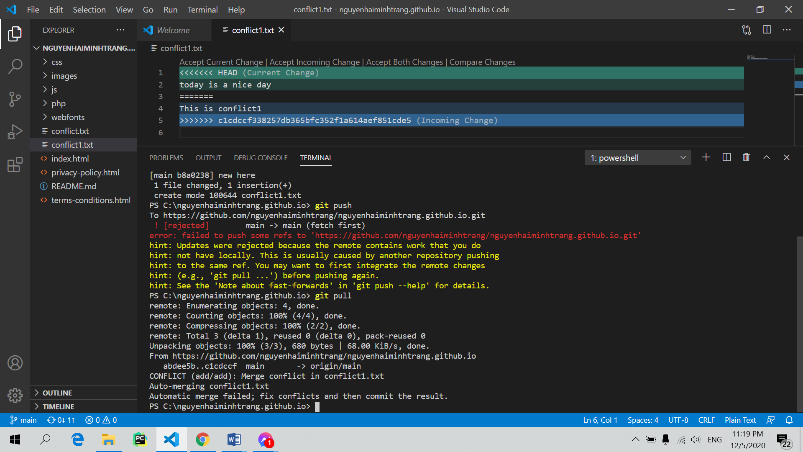 File Edit Selection View Go Run Terminal Help
conflict1.txt - nguyenhaiminhtrang.github.io - Visual Studio Code
EXPLORER ...
NGUYENHAIMINHTRANG....
css
images
js
php
webfonts
conflict.txt
conflict1.txt
index.html
privacy-policy.html
README.md
terms-conditions.html
OUTLINE
TIMELINE
Welcome
conflict1.txt
conflict1.txt
Accept Current Change | Accept Incoming Change | Accept Both Changes | Compare Changes
1 <<<<<<< HEAD (Current Change)
2 today is a nice day
3 =======
4 This is conflict1
5 >>>>>>> c1cdccf338257db365bfc352f1a614aef851cde5 (Incoming Change)
6
PROBLEMS OUTPUT DEBUG CONSOLE TERMINAL
1: powershell
[main b8a0238] new here
1 file changed, 1 insertion(+)
create mode 100644 conflict1.txt
PS C:\nguyenhaiminhtrang.github.io> git push
To https://github.com/nguyenhaiminhtrang/nguyenhaiminhtrang.github.io.git
! [rejected] main -> main (fetch first)
error: failed to push some refs to 'https://github.com/nguyenhaiminhtrang/nguyenhaiminhtrang.github.io.git'
hint: Updates were rejected because the remote contains work that you do
hint: not have locally. This is usually caused by another repository pushing
hint: to the same ref. You may want to first integrate the remote changes
hint: (e.g., 'git pull ...') before pushing again.
hint: See the 'Note about fast-forwards' in 'git push --help' for details.
PS C:\nguyenhaiminhtrang.github.io> git pull
remote: Enumerating objects: 4, done.
remote: Counting objects: 100% (4/4), done.
remote: Compressing objects: 100% (2/2), done.
remote: Total 3 (delta 1), reused 0 (delta 0), pack-reused 0
Unpacking objects: 100% (3/3), 680 bytes | 68.00 KiB/s, done.
From https://github.com/nguyenhaiminhtrang/nguyenhaiminhtrang.github.io
abdee5b..c1cdccf main -> origin/main
CONFLICT (add/add): Merge conflict in conflict1.txt
Auto-merging conflict1.txt
Automatic merge failed; fix conflicts and then commit the result.
PS C:\nguyenhaiminhtrang.github.io>
main 0↓ 1↑ 0 0
Ln 6, Col 1 Spaces: 4 UTF-8 CRLF Plain Text
PC
W
1
ENG
11:19 PM
12/5/2020
22